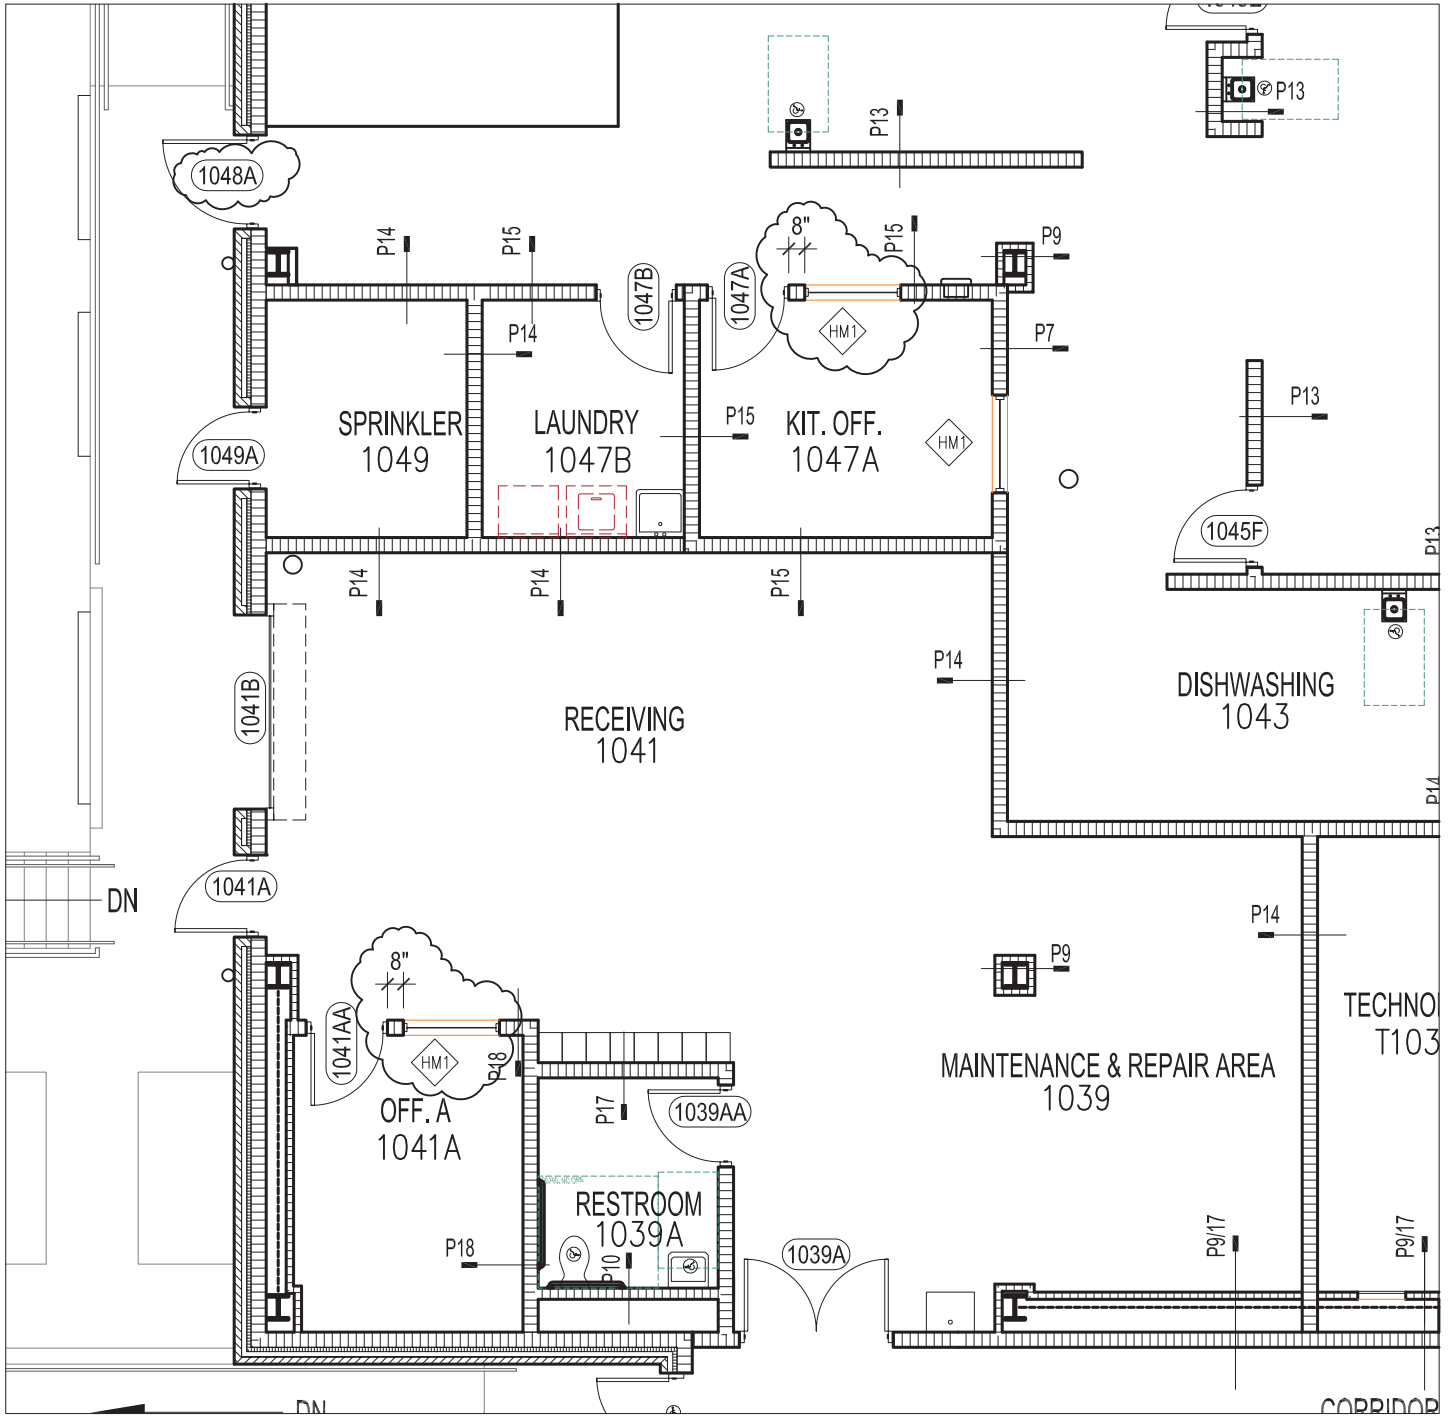 P13
P13
1048A
P14
P15
8"
P15
P9
1047B
1047A
HM1
P7
P14
SPRINKLER
1049
LAUNDRY
1047B
P15
KIT. OFF.
1047A
HM1
P13
1049A
1045F
P13
P14
P14
P15
P14
DISHWASHING
1043
1041B
RECEIVING
1041
P14
1041A
DN
P14
8"
P9
1041AA
HM1
P18
TECHNO
T103
MAINTENANCE & REPAIR AREA
1039
OFF. A
1041A
P17
1039AA
RESTROOM
1039A
P18
P10
1039A
P9/17
P9/17
DN
CORRIDOR